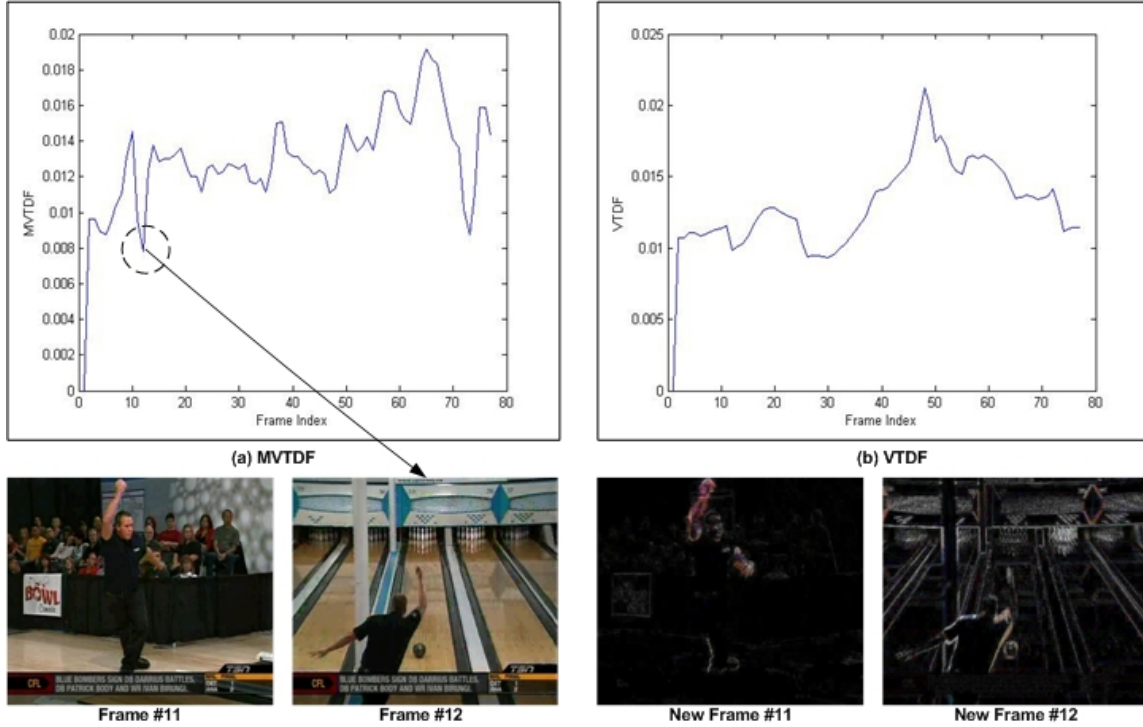 0.02
0.018
0.016
0.014
0.012
0.01
0.008
0.006
0.004
0.002
0
MVTDF
0 10 20 30 40 50 60 70 80
Frame Index
(a) MVTDF
0.025
0.02
0.015
0.01
0.005
0
VTDF
0 10 20 30 40 50 60 70 80
Frame Index
(b) VTDF
BOWL
Classic
TSN
CFL
BLUE BOMBERS SIGN DB DARRIUS BATTLES,
DB PATRICK BODY AND WR IVAN BIRUNGI.
TSN
CFL
BLUE BOMBERS SIGN DB DARRIUS BATTLES,
DB PATRICK BODY AND WR IVAN BIRUNGI.
Frame #11
Frame #12
New Frame #11
New Frame #12